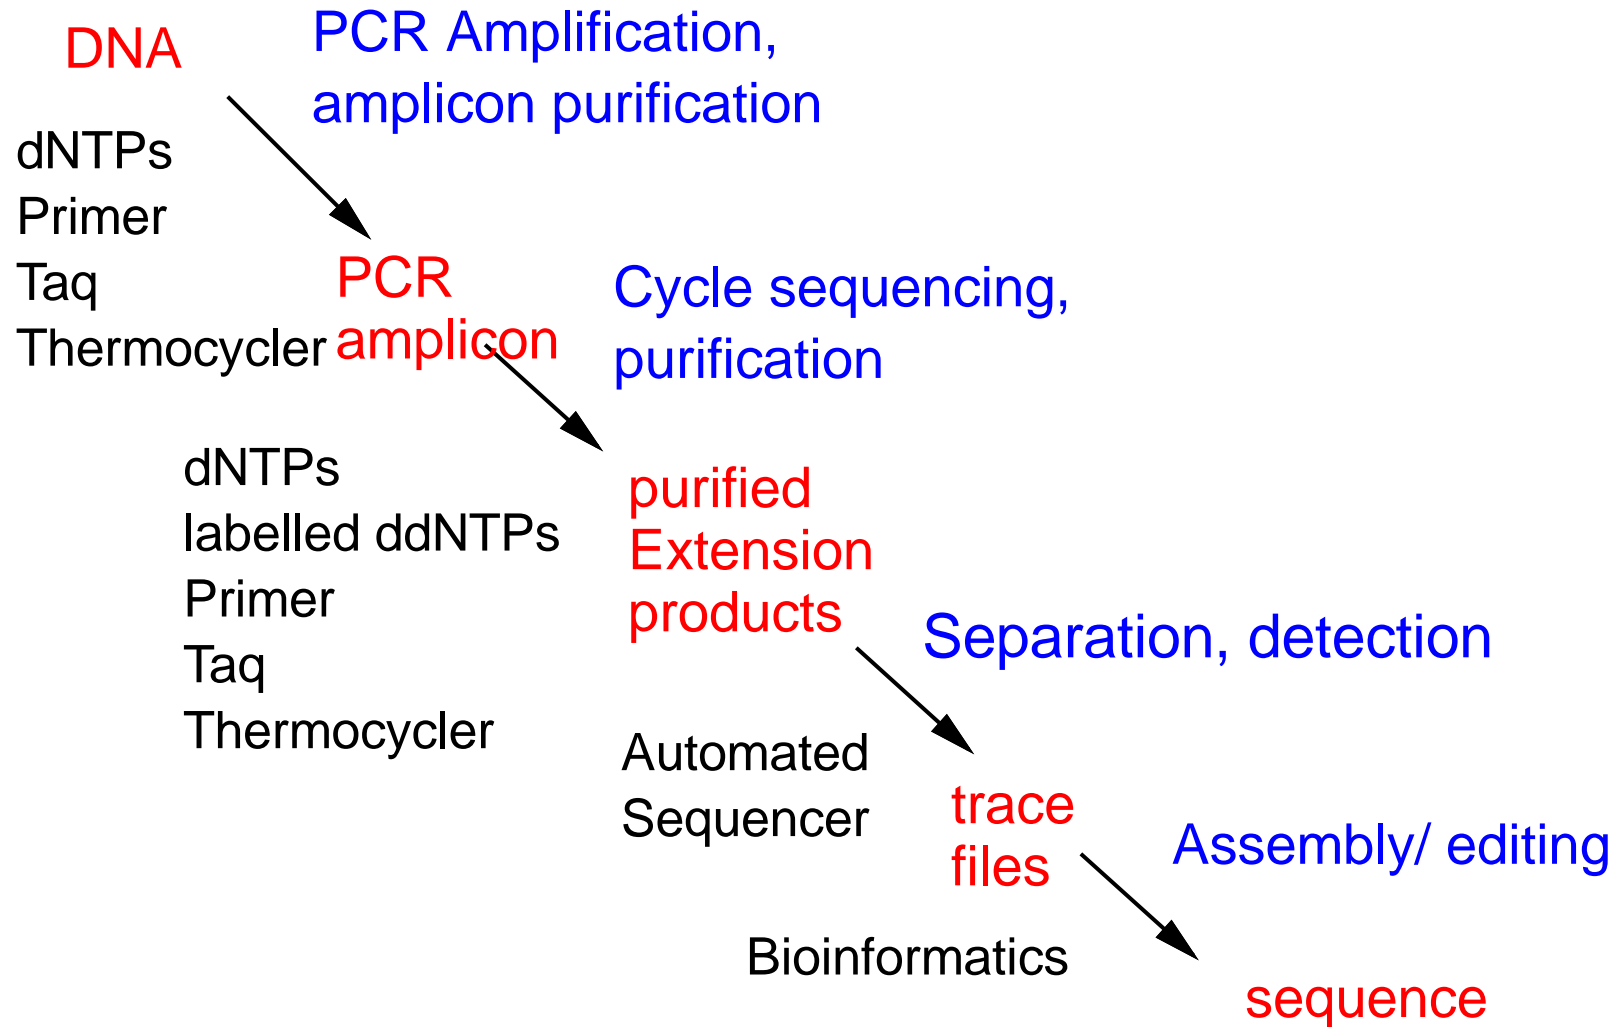 DNA
PCR Amplification,
amplicon purification
dNTPs
Primer
Taq
Thermocycler
PCR
amplicon
Cycle sequencing,
purification
dNTPs
labelled ddNTPs
Primer
Taq
Thermocycler
purified
Extension
products
Separation, detection
Automated
Sequencer
trace
files
Assembly/ editing
Bioinformatics
sequence